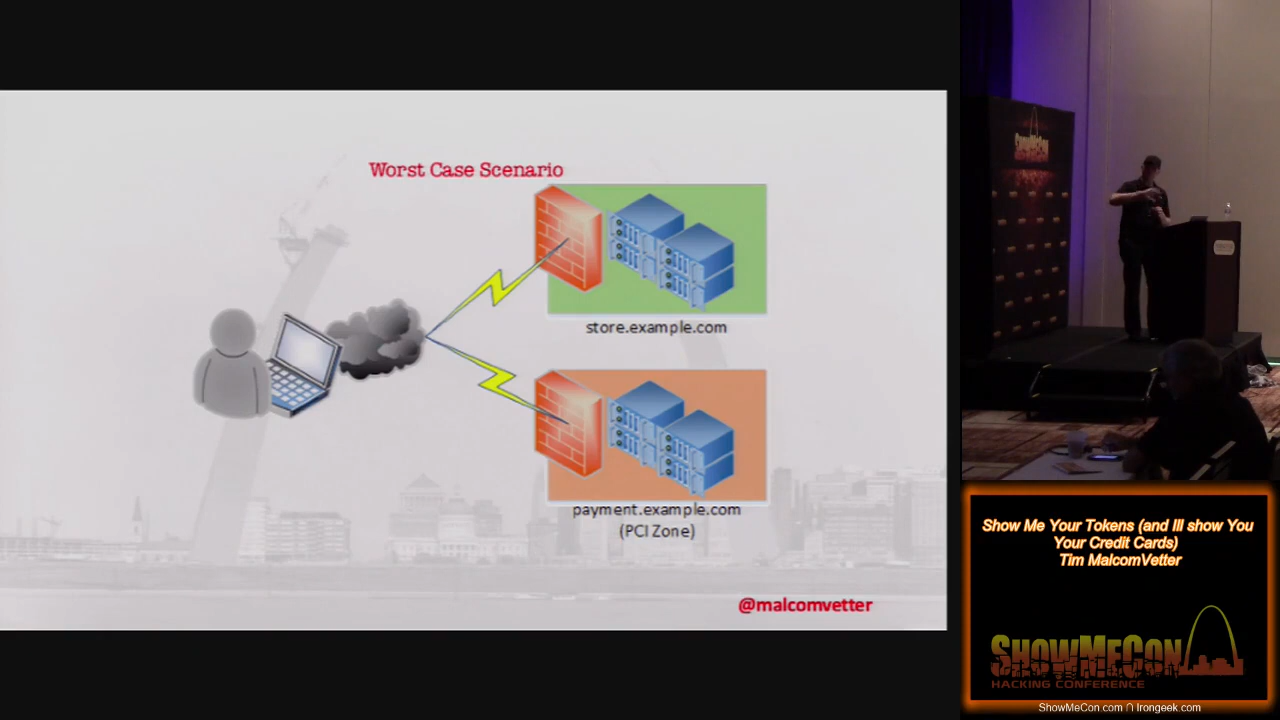 Worst Case Scenario
store.example.com
payment.example.com
(PCI Zone)
@malcomvetter
Show Me Your Tokens (and Ill show You
Your Credit Cards)
Tim MalcomVetter
ShowMeCon
HACKING CONFERENCE
ShowMeCon.com ∩ Irongeek.com